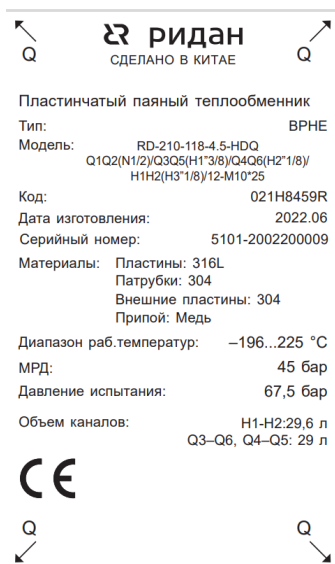 Q
Q
ридан
СДЕЛАНО В КИТАЕ
Пластинчатый паяный теплообменник
Тип: BPHE
Модель: RD-210-118-4.5-HDQ
Q1Q2(N1/2)/Q3Q5(H1"3/8)/Q4Q6(H2"1/8)/
H1H2(H3"1/8)/12-M10*25
Код: 021H8459R
Дата изготовления: 2022.06
Серийный номер: 5101-2002200009
Материалы: Пластины: 316L
Патрубки: 304
Внешние пластины: 304
Припой: Медь
Диапазон раб.температур: –196...225 °C
МРД: 45 бар
Давление испытания: 67,5 бар
Объем каналов: H1-H2:29,6 л
Q3–Q6, Q4–Q5: 29 л
CE
Q
Q